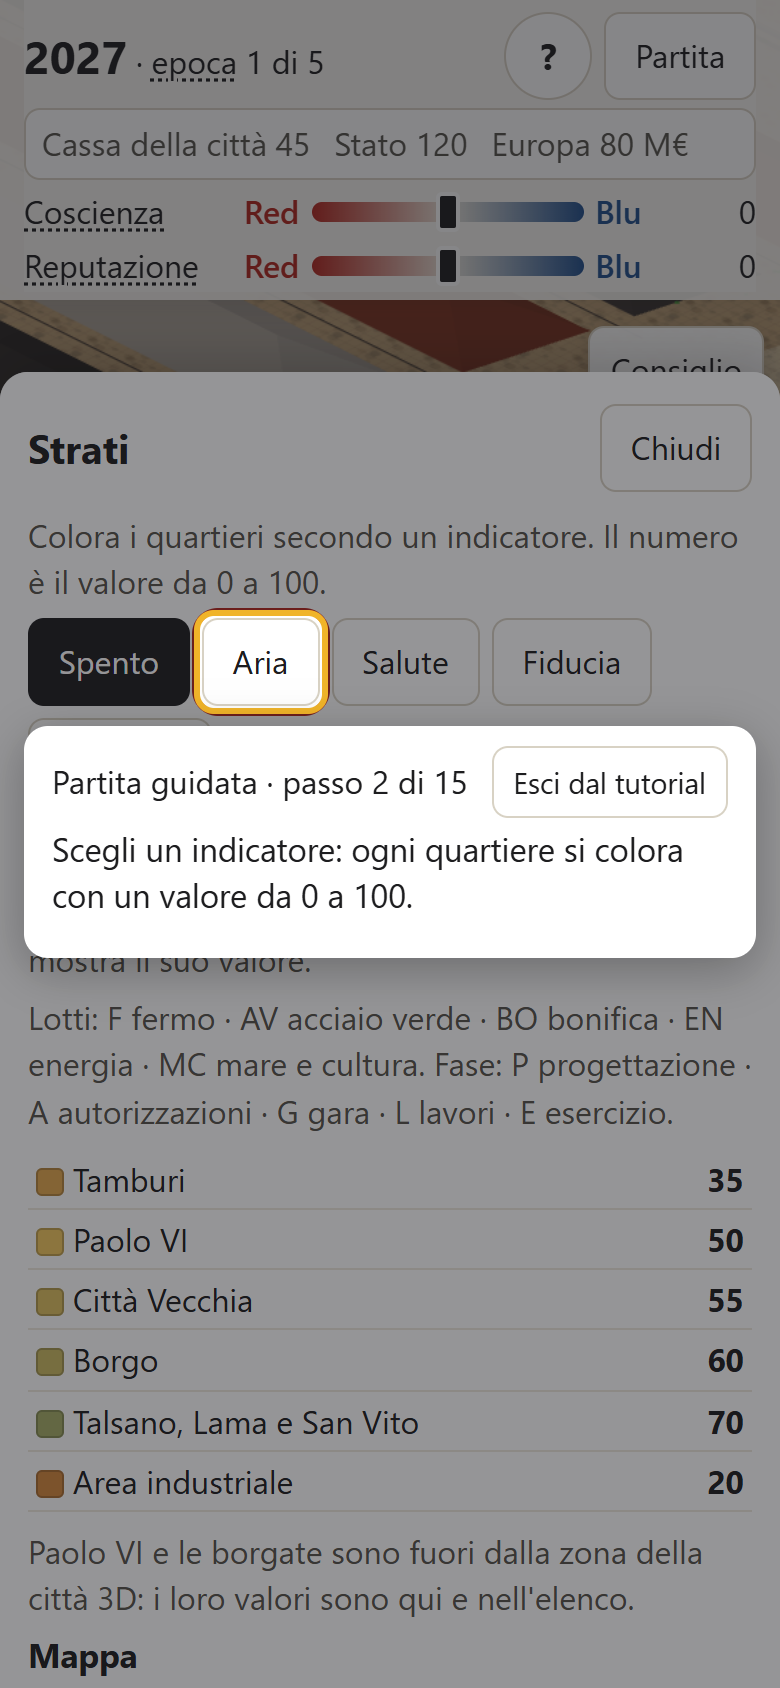 2027 · epoca 1 di 5
?
Partita
Cassa della città 45 Stato 120 Europa 80 M€
Coscienza Red Blu 0
Reputazione Red Blu 0
Consiglio
Strati
Chiudi
Colora i quartieri secondo un indicatore. Il numero
è il valore da 0 a 100.
Spento Aria Salute Fiducia
Partita guidata · passo 2 di 15
Esci dal tutorial
Scegli un indicatore: ogni quartiere si colora
con un valore da 0 a 100.
mostra il suo valore.
Lotti: F fermo · AV acciaio verde · BO bonifica · EN
energia · MC mare e cultura. Fase: P progettazione ·
A autorizzazioni · G gara · L lavori · E esercizio.
Tamburi 35
Paolo VI 50
Città Vecchia 55
Borgo 60
Talsano, Lama e San Vito 70
Area industriale 20
Paolo VI e le borgate sono fuori dalla zona della
città 3D: i loro valori sono qui e nell'elenco.
Mappa